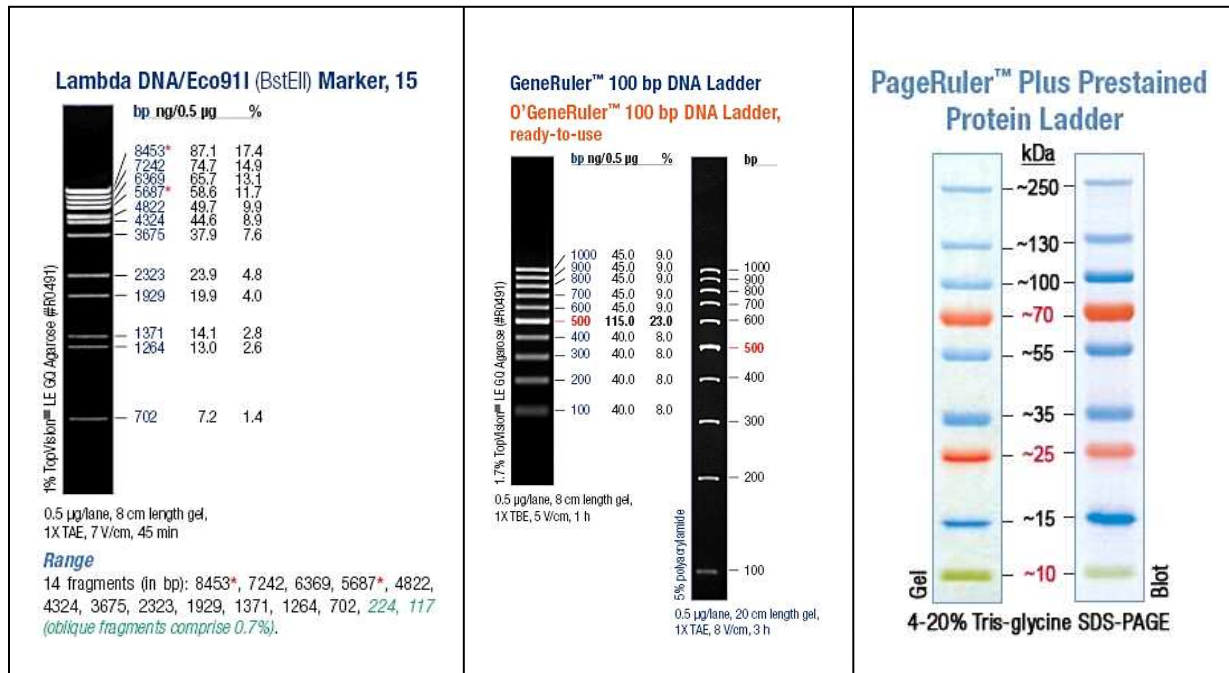 Lambda DNA/Eco91I (BstEII) Marker, 15
bp ng/0.5 µg %
8453* 87.1 17.4
7242 74.7 14.9
6369 65.7 13.1
5687* 58.6 11.7
4822 49.7 9.9
4324 44.6 8.9
3675 37.9 7.6
2323 23.9 4.8
1929 19.9 4.0
1371 14.1 2.8
1264 13.0 2.6
702 7.2 1.4
1% TopVision™ LE GQ Agarose (#R0491)
0.5 µg/lane, 8 cm length gel,
1X TAE, 7 V/cm, 45 min
Range
14 fragments (in bp): 8453*, 7242, 6369, 5687*, 4822,
4324, 3675, 2323, 1929, 1371, 1264, 702, 224, 117
(oblique fragments comprise 0.7%).
GeneRuler™ 100 bp DNA Ladder
O'GeneRuler™ 100 bp DNA Ladder,
ready-to-use
bp ng/0.5 µg %
1000 45.0 9.0
900 45.0 9.0
800 45.0 9.0
700 45.0 9.0
600 45.0 9.0
500 115.0 23.0
400 40.0 8.0
300 40.0 8.0
200 40.0 8.0
100 40.0 8.0
1.7% TopVision™ LE GQ Agarose (#R0491)
0.5 µg/lane, 8 cm length gel,
1X TBE, 5 V/cm, 1 h
bp
1000
900
800
700
600
500
400
300
200
100
5% polyacrylamide
0.5 µg/lane, 20 cm length gel,
1X TAE, 8 V/cm, 3 h
PageRuler™ Plus Prestained
Protein Ladder
kDa
~250
~130
~100
~70
~55
~35
~25
~15
~10
Gel
Blot
4-20% Tris-glycine SDS-PAGE